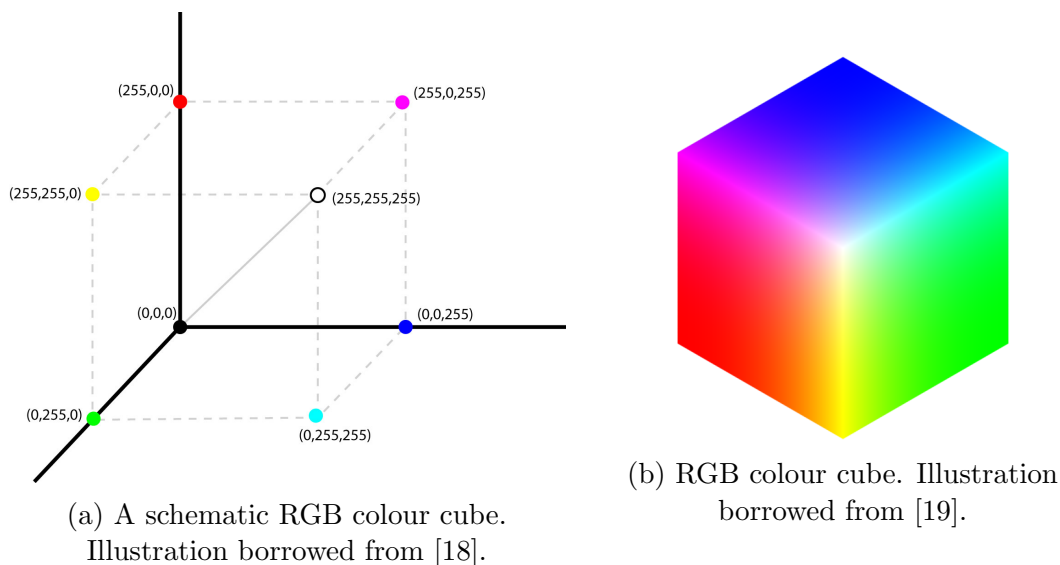 (255,0,0)
(255,0,255)
(255,255,0)
(255,255,255)
(0,0,0)
(0,0,255)
(0,255,0)
(0,255,255)
(a) A schematic RGB colour cube.
Illustration borrowed from [18].
(b) RGB colour cube. Illustration
borrowed from [19].